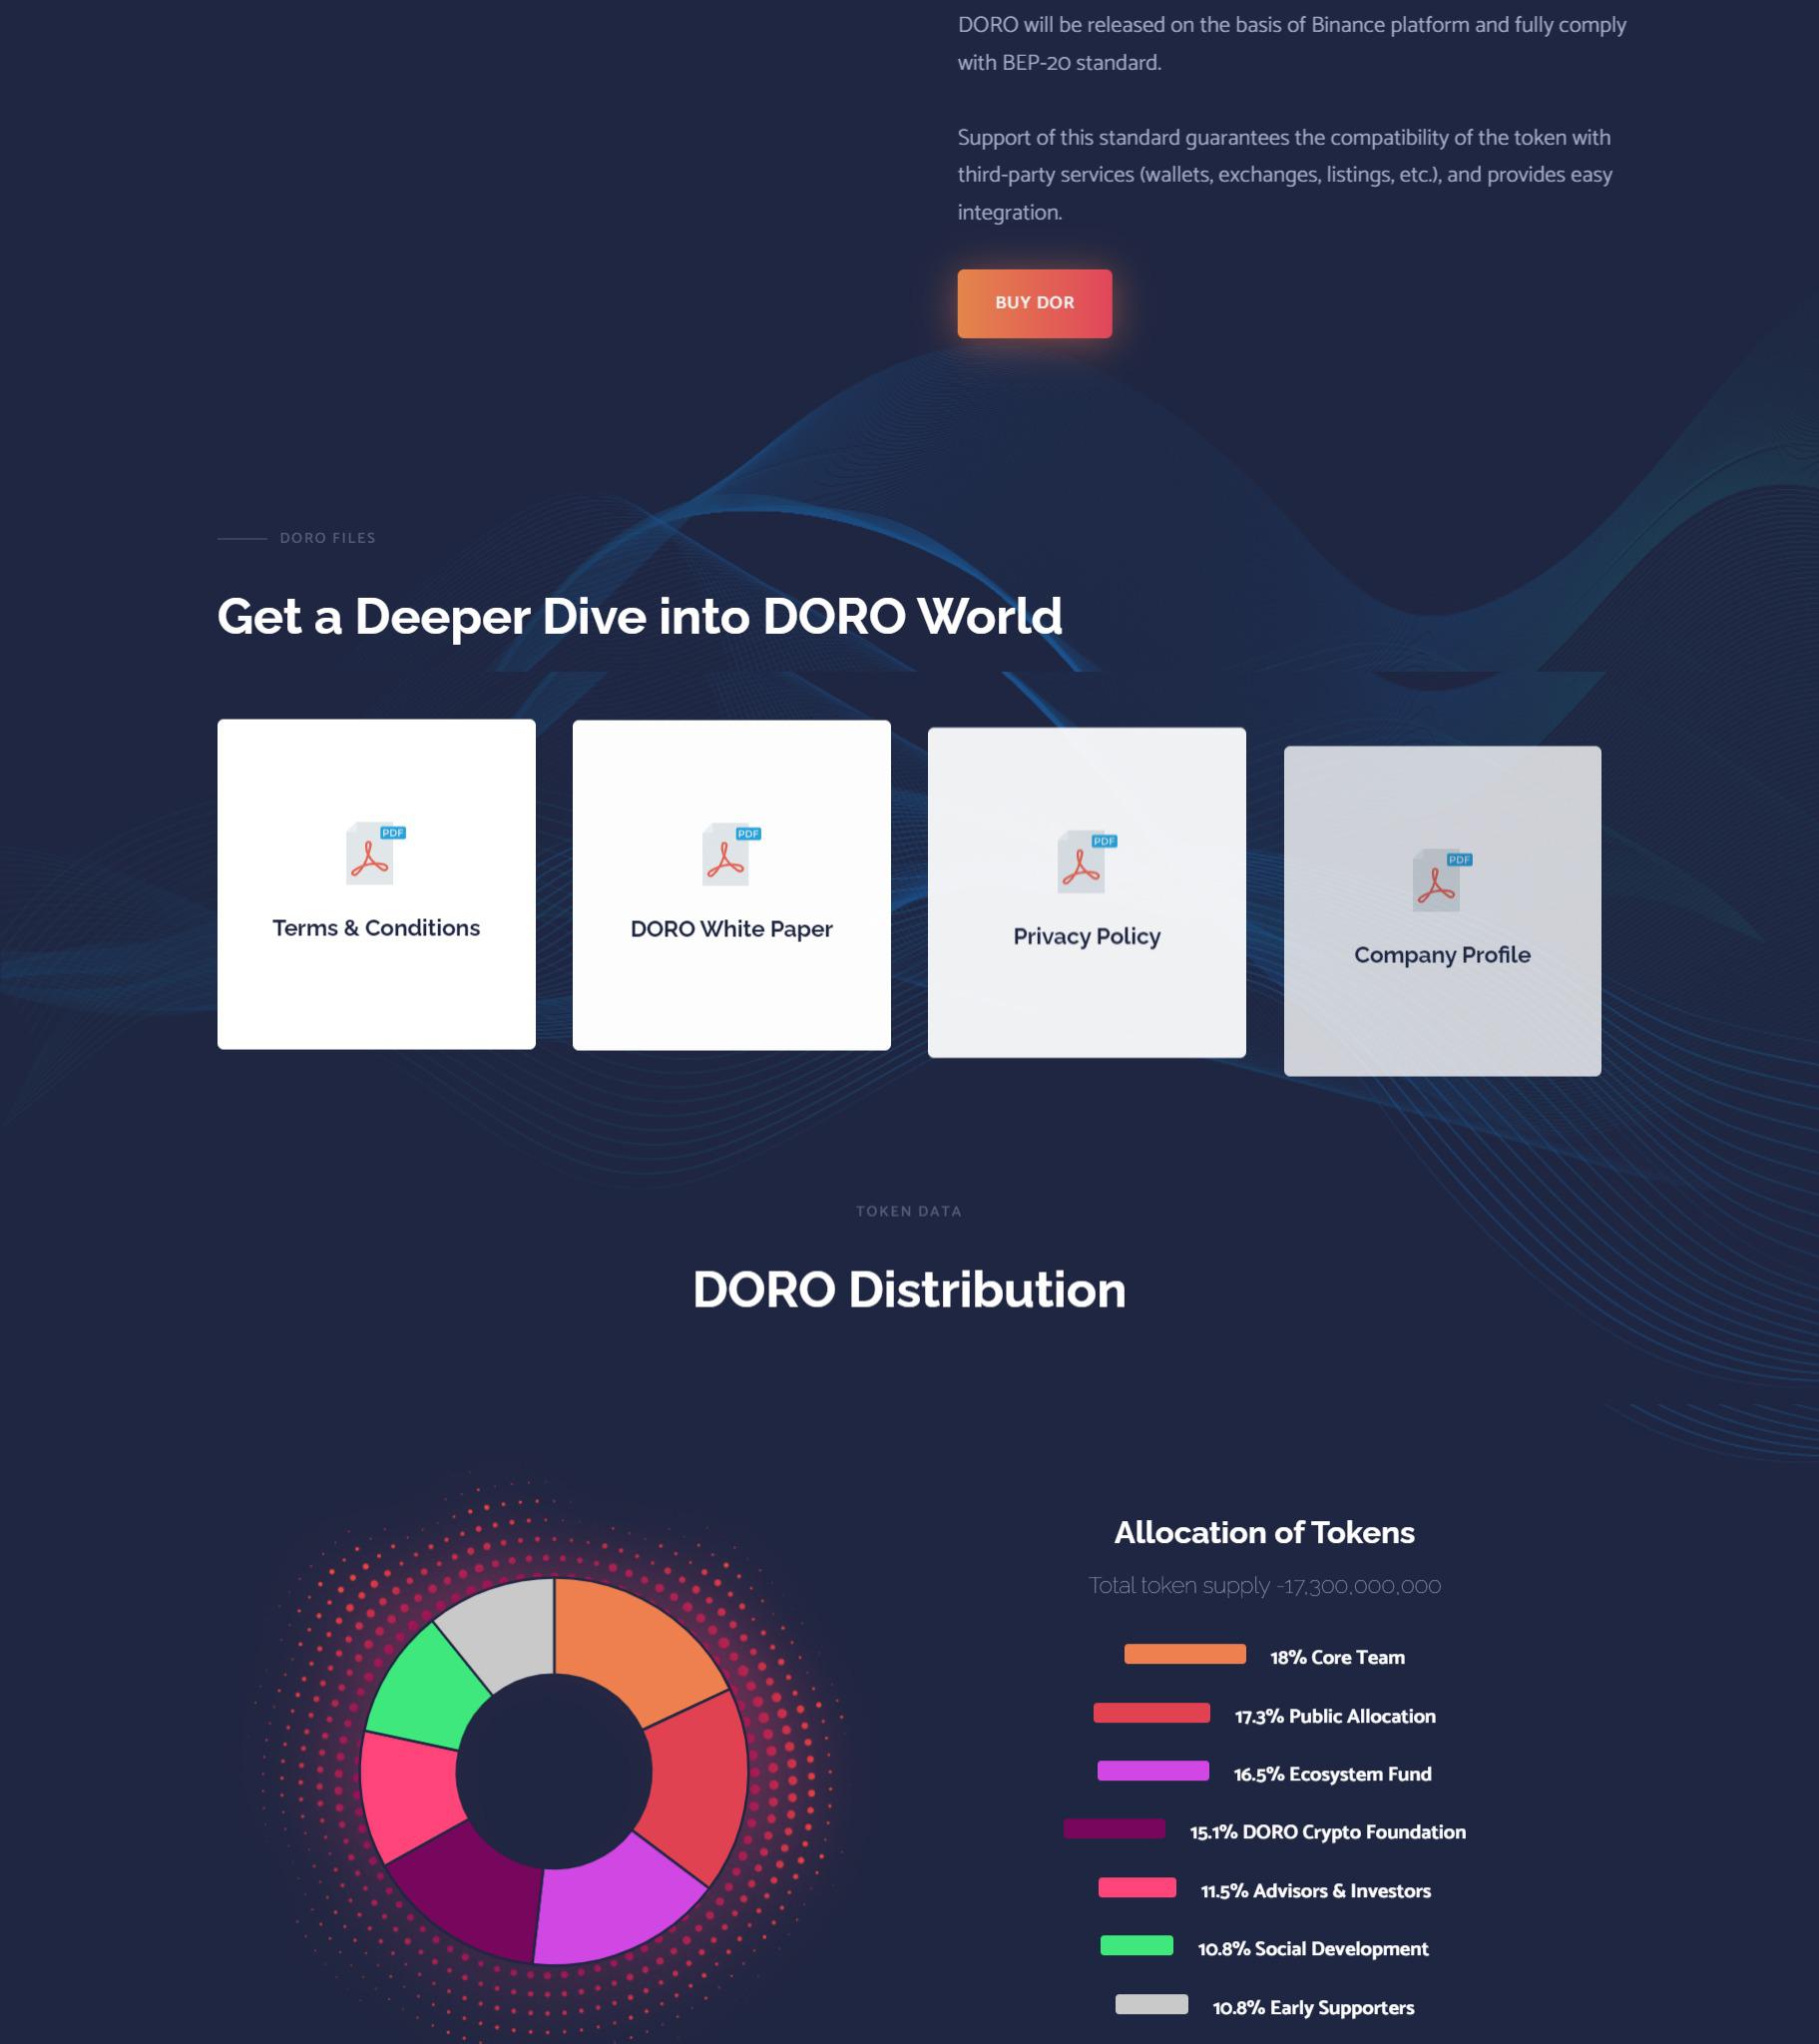 DORO will be released on the basis of Binance platform and fully comply
with BEP-20 standard.
Support of this standard guarantees the compatibility of the token with
third-party services (wallets, exchanges, listings, etc.), and provides easy
integration.
BUY DOR
DORO FILES
Get a Deeper Dive into DORO World
PDF
Terms & Conditions
PDF
DORO White Paper
PDF
Privacy Policy
PDF
Company Profile
TOKEN DATA
DORO Distribution
Allocation of Tokens
Total token supply -17,300,000,000
18% Core Team
17.3% Public Allocation
16.5% Ecosystem Fund
15.1% DORO Crypto Foundation
11.5% Advisors & Investors
10.8% Social Development
10.8% Early Supporters